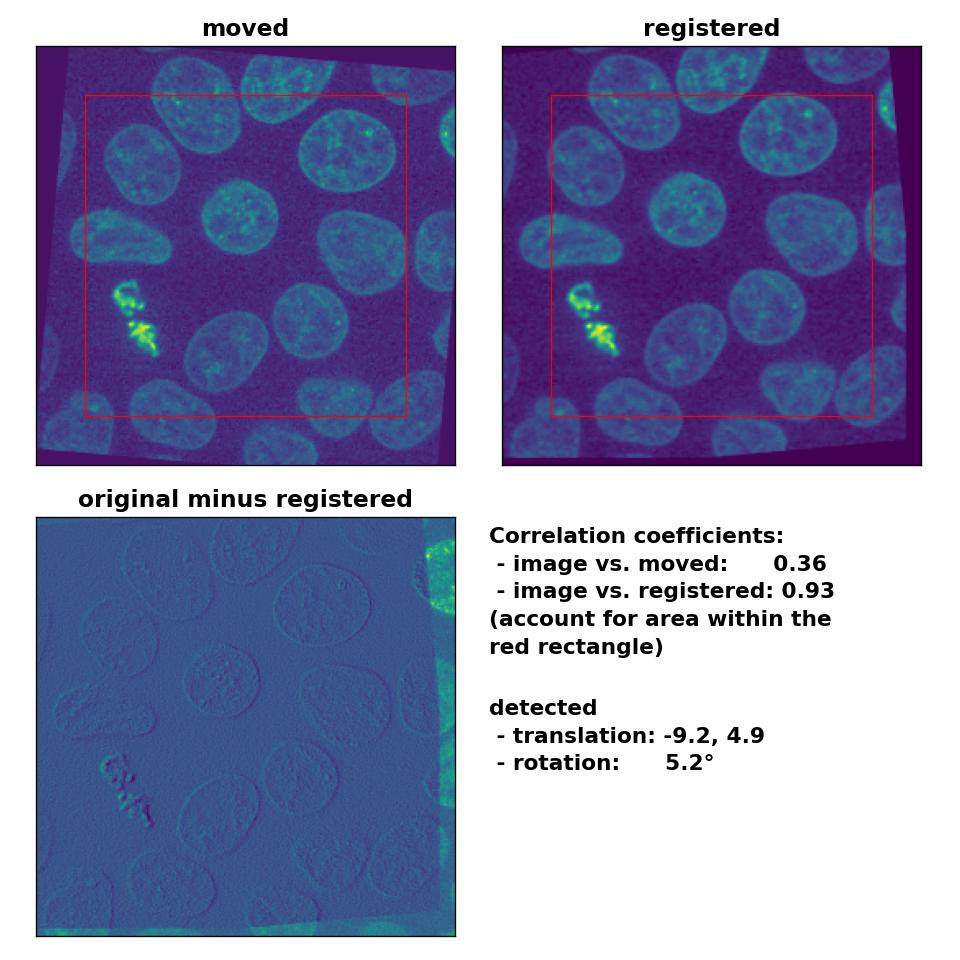 moved
registered
original minus registered
Correlation coefficients:
- image vs. moved: 0.36
- image vs. registered: 0.93
(account for area within the
red rectangle)
detected
- translation: -9.2, 4.9
- rotation: 5.2°